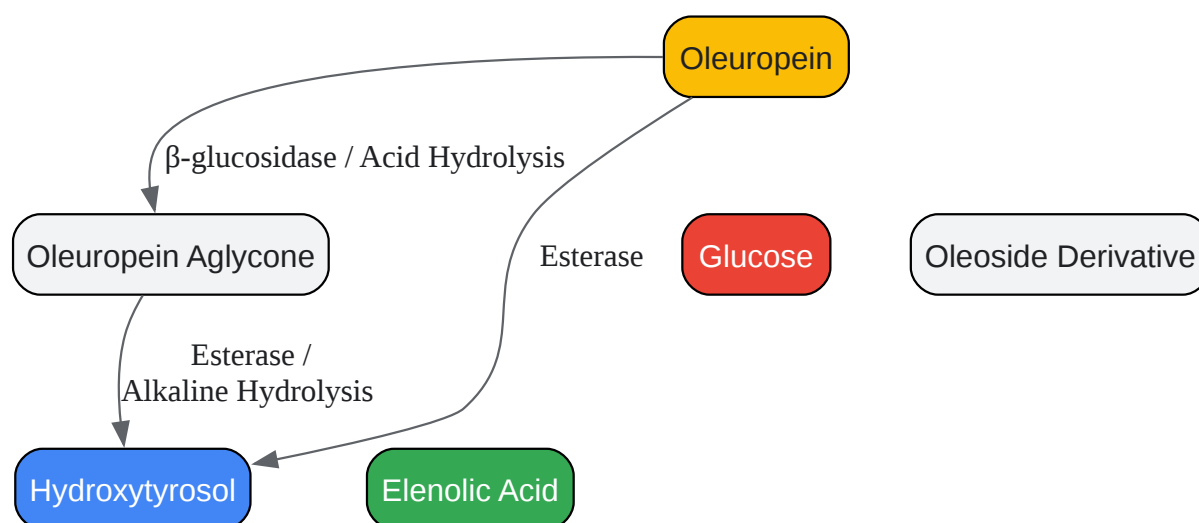 Oleuropein
β-glucosidase / Acid Hydrolysis
Oleuropein Aglycone
Esterase
Glucose
Oleoside Derivative
Esterase /
Alkaline Hydrolysis
Hydroxytyrosol
Elenolic Acid